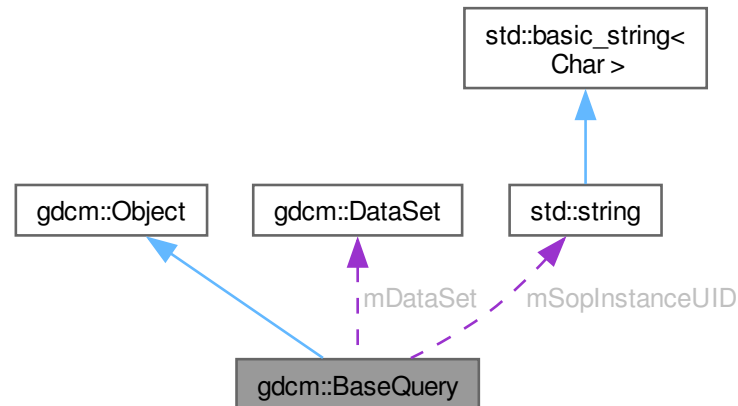 std::basic_string<
Char >
gdcm::Object
gdcm::DataSet
std::string
mDataSet
mSopInstanceUID
gdcm::BaseQuery